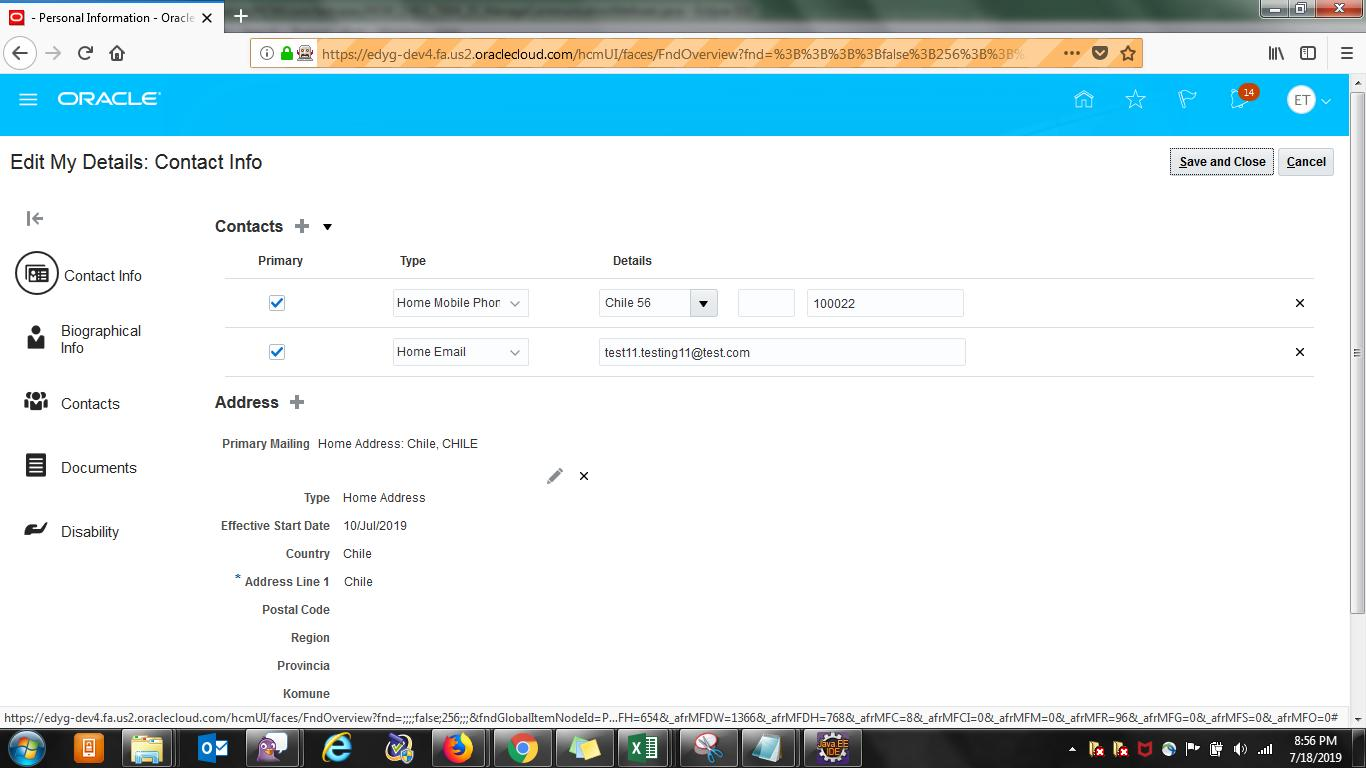 - Personal Information - Oracle
https://edyg-dev4.fa.us2.oraclecloud.com/hcmUI/faces/FndOverview?fnd=%3B%3B%3B%3Bfalse%3B256%3B%3B%
ORACLE
14
ET
Edit My Details: Contact Info
Save and Close
Cancel
Contact Info
Biographical
Info
Contacts
Documents
Disability
Contacts
Primary Type Details
Home Mobile Phon Chile 56 100022
Home Email test11.testing11@test.com
Address
Primary Mailing Home Address: Chile, CHILE
Type Home Address
Effective Start Date 10/Jul/2019
Country Chile
* Address Line 1 Chile
Postal Code
Region
Provincia
Komune
https://edyg-dev4.fa.us2.oraclecloud.com/hcmUI/faces/FndOverview?fnd=;;;;false;256;;;&fndGlobalItemNodeId=P...FH=654&_afrMFDW=1366&_afrMFDH=768&_afrMFC=8&_afrMFCI=0&_afrMFM=0&_afrMFR=96&_afrMFG=0&_afrMFS=0&_afrMFO=0#
Java EE
IDE
8:56 PM
7/18/2019